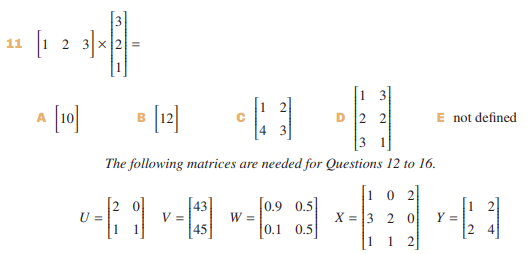 11 [1 2 3] × [3 2 1] =
A [10] B [12] C [1 2 4 3] D [1 3 2 2 3 1] E not defined
The following matrices are needed for Questions 12 to 16.
U = [2 0 1 1] V = [43 45] W = [0.9 0.5 0.1 0.5] X = [1 0 2 3 2 0 1 1 2] Y = [1 2 2 4]